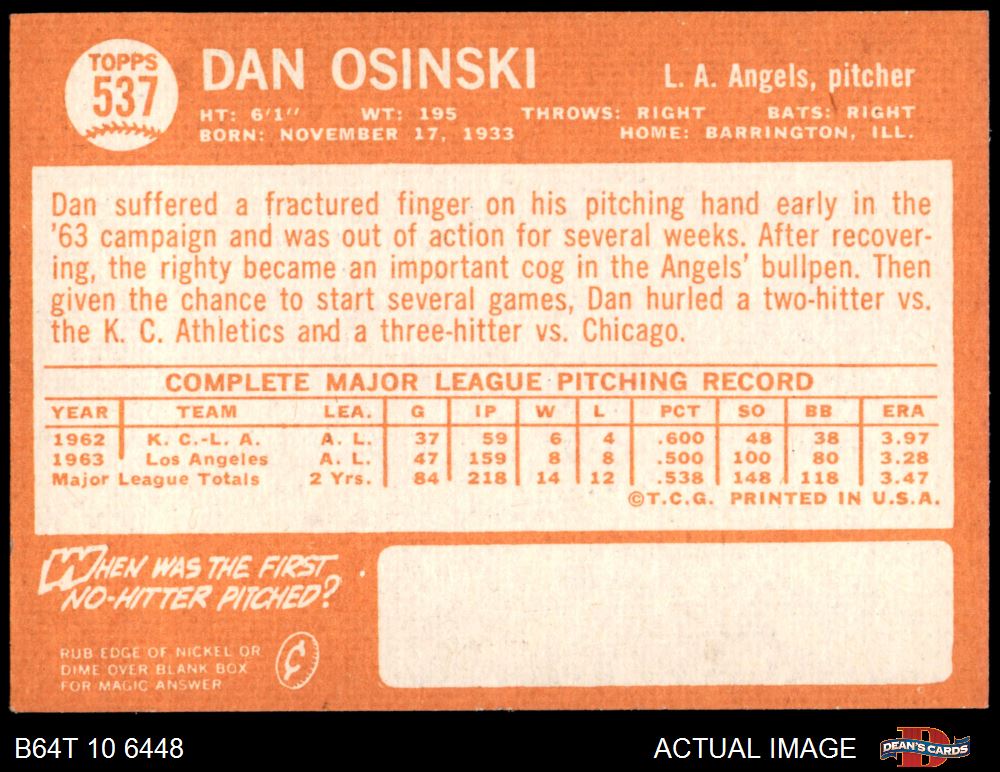 TOPPS
537
DAN OSINSKI
L. A. Angels, pitcher
HT: 6'1" WT: 195 THROWS: RIGHT BATS: RIGHT
BORN: NOVEMBER 17, 1933 HOME: BARRINGTON, ILL.
Dan suffered a fractured finger on his pitching hand early in the
'63 campaign and was out of action for several weeks. After recover-
ing, the righty became an important cog in the Angels' bullpen. Then
given the chance to start several games, Dan hurled a two-hitter vs.
the K. C. Athletics and a three-hitter vs. Chicago.
COMPLETE MAJOR LEAGUE PITCHING RECORD
YEAR TEAM LEA. G IP W L PCT SO BB ERA
1962 K. C.-L. A. A. L. 37 59 6 4 .600 48 38 3.97
1963 Los Angeles A. L. 47 159 8 8 .500 100 80 3.28
Major League Totals 2 Yrs. 84 218 14 12 .538 148 118 3.47
©T.C.G. PRINTED IN U.S.A.
WHEN WAS THE FIRST
NO-HITTER PITCHED?
RUB EDGE OF NICKEL OR
DIME OVER BLANK BOX
FOR MAGIC ANSWER
¢
B64T 10 6448
ACTUAL IMAGE
D
DEAN'S CARDS